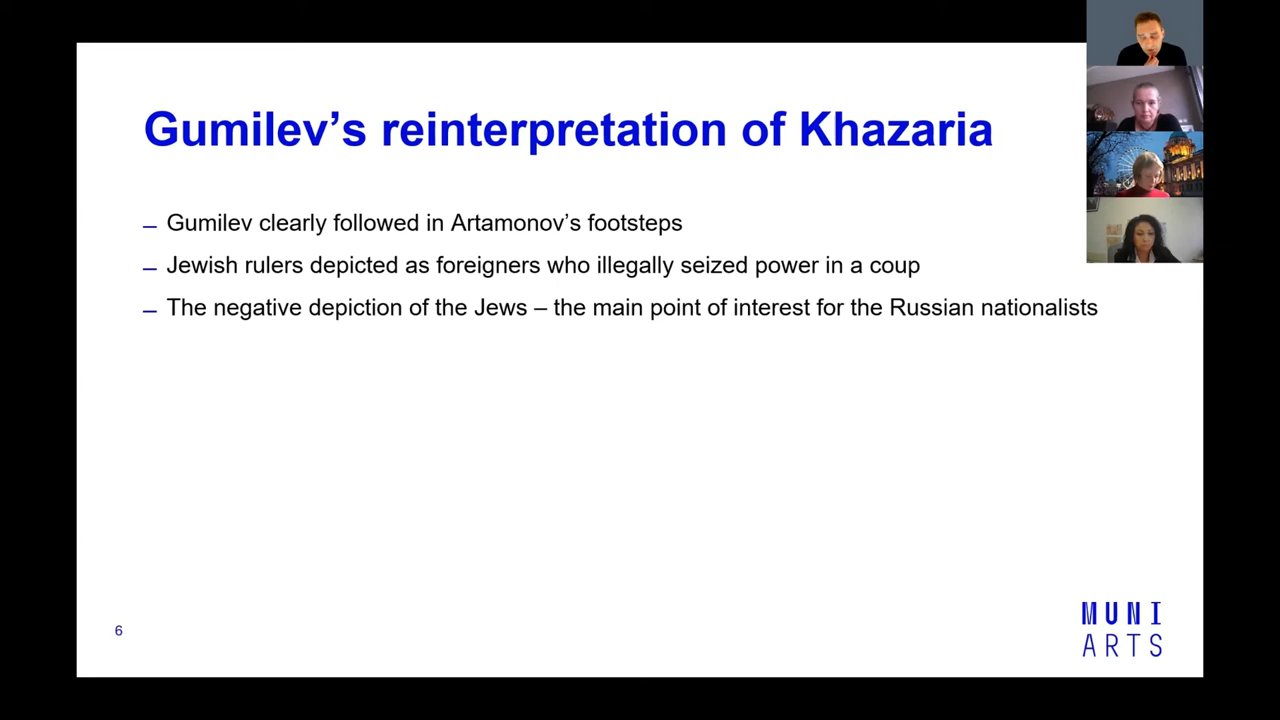 Gumilev’s reinterpretation of Khazaria
– Gumilev clearly followed in Artamonov’s footsteps
– Jewish rulers depicted as foreigners who illegally seized power in a coup
– The negative depiction of the Jews – the main point of interest for the Russian nationalists
6
MUNI
ARTS